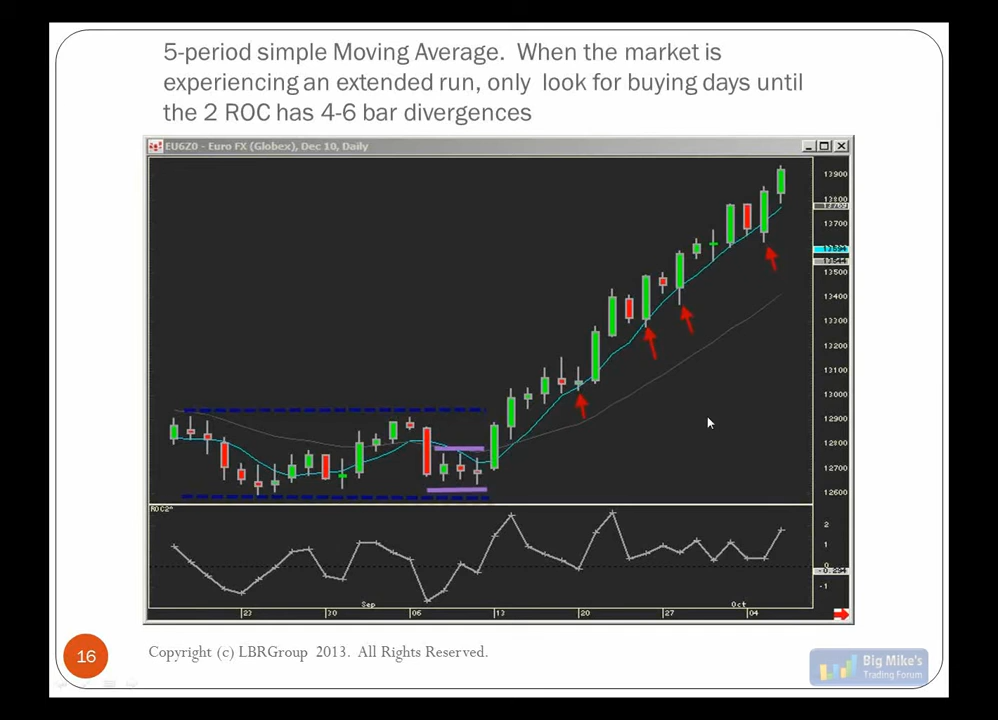 5-period simple Moving Average. When the market is
experiencing an extended run, only look for buying days until
the 2 ROC has 4-6 bar divergences
EU6Z0 - Euro FX (Globex), Dec 10, Daily
13900
13800
13700
13500
13400
13300
13200
13100
13000
12900
12800
12700
12600
ROC2^
2
1
0
-1
Sep
Oct
23
30
06
13
20
27
04
16
Copyright (c) LBRGroup 2013. All Rights Reserved.
Big Mike's
Trading Forum